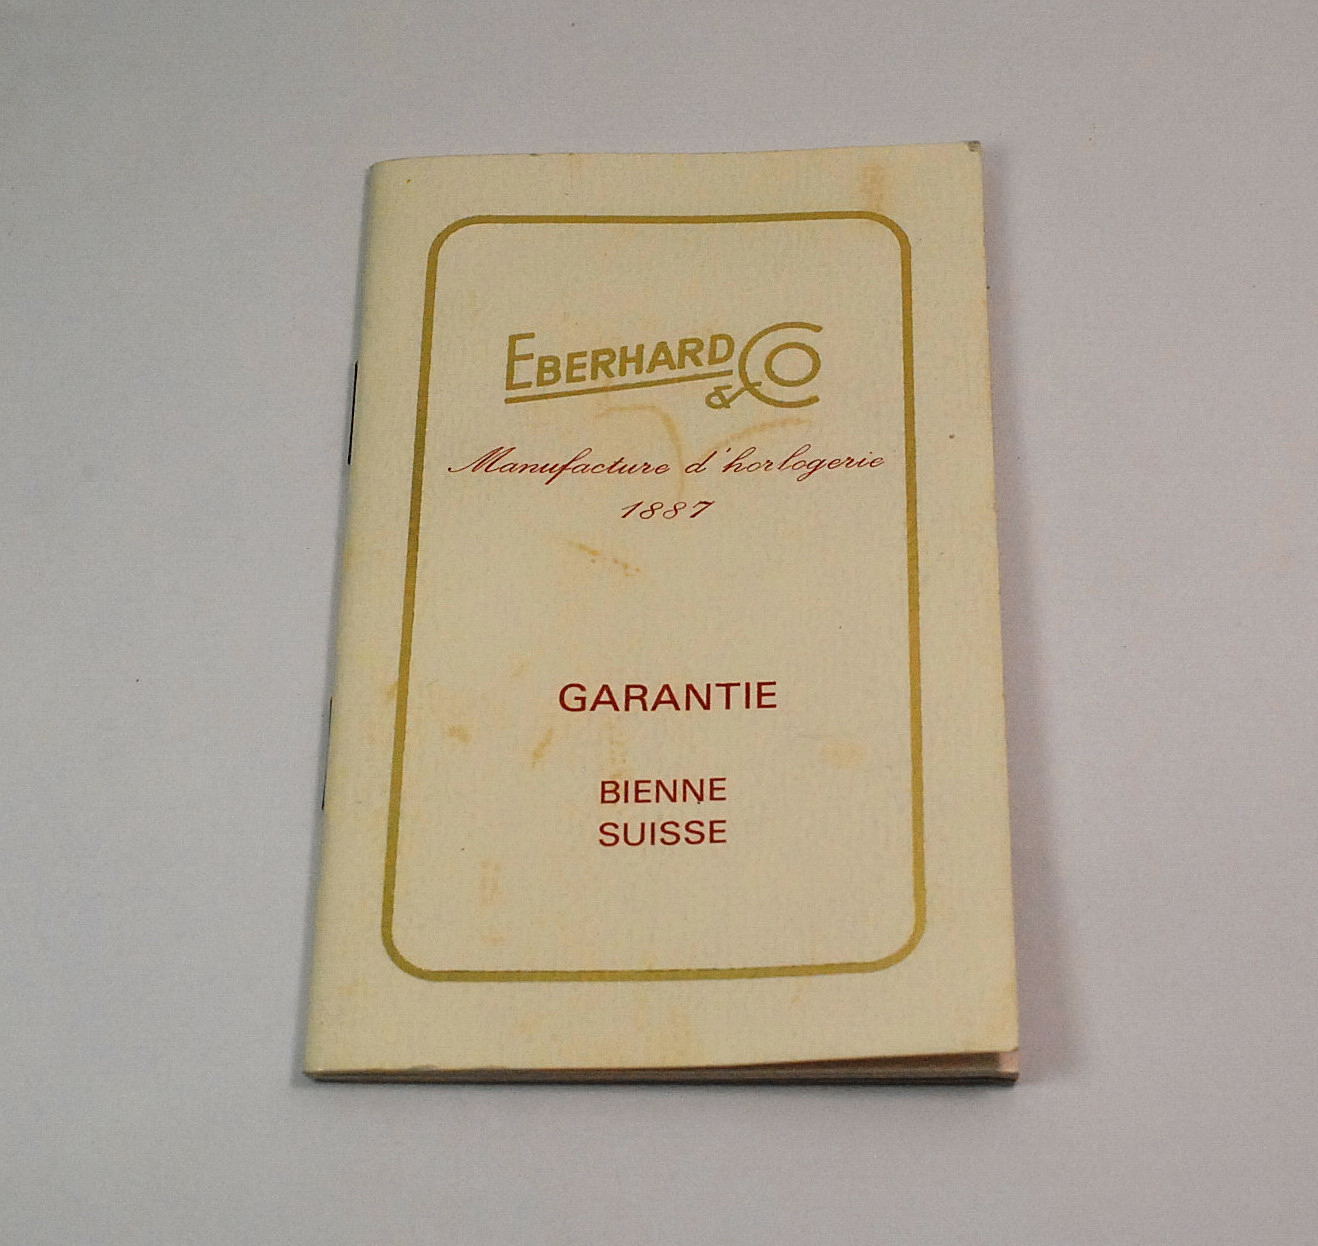 EBERHARD & CO
Manufacture d'horlogerie
1887
GARANTIE
BIENNE
SUISSE